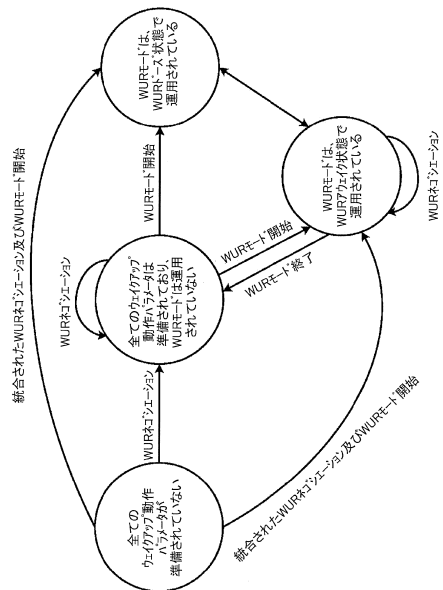 統合されたWURネゴシエーション及びWURモード開始
全ての
ウェイクアップ動作
パラメータが
準備されていない
WURネゴシエーション
WURネゴシエーション
全てのウェイクアップ
動作パラメータは
準備されており、
WURモードは運用
されていない
WURモード開始
WURモードは、
WURドーズ状態で
運用されている
WURモード開始
WURモード終了
WURモードは、
WURアウェイク状態で
運用されている
WURネゴシエーション
統合されたWURネゴシエーション及びWURモード開始